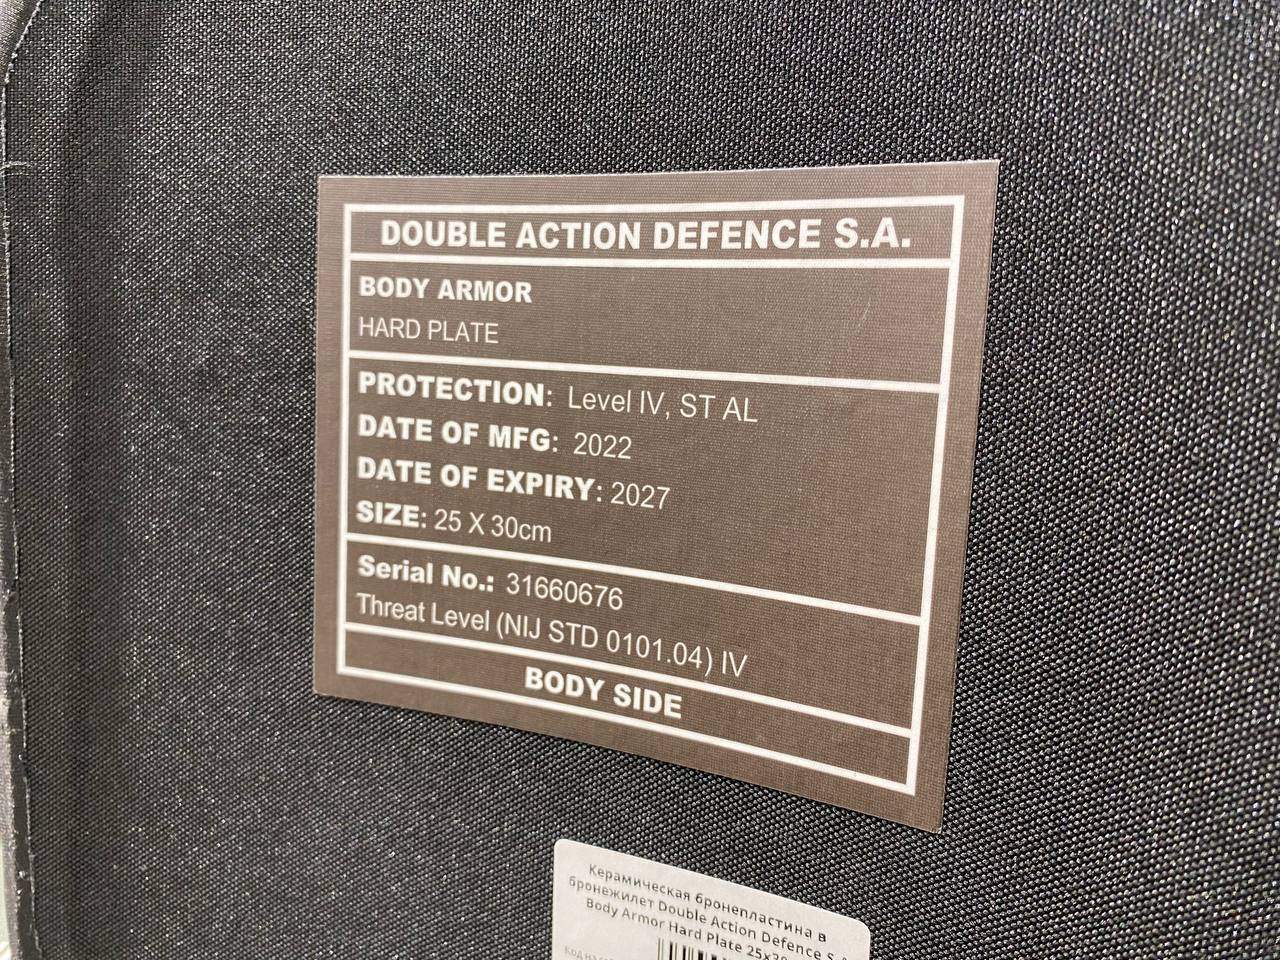 DOUBLE ACTION DEFENCE S.A.
BODY ARMOR
HARD PLATE
PROTECTION: Level IV, ST AL
DATE OF MFG: 2022
DATE OF EXPIRY: 2027
SIZE: 25 X 30cm
Serial No.: 31660676
Threat Level (NIJ STD 0101.04) IV
BODY SIDE
Керамическая бронепластина в
бронежилет Double Action Defence S.A
Body Armor Hard Plate